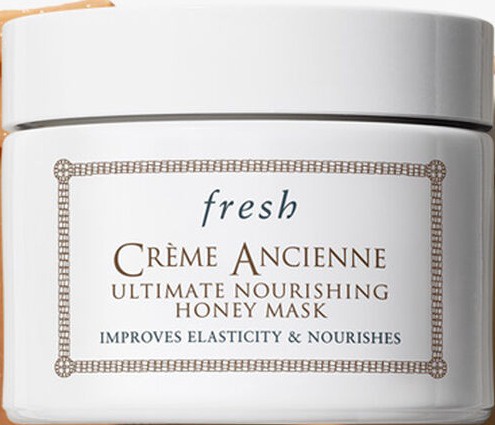 fresh
CRÈME ANCIENNE
ULTIMATE NOURISHING
HONEY MASK
IMPROVES ELASTICITY & NOURISHES